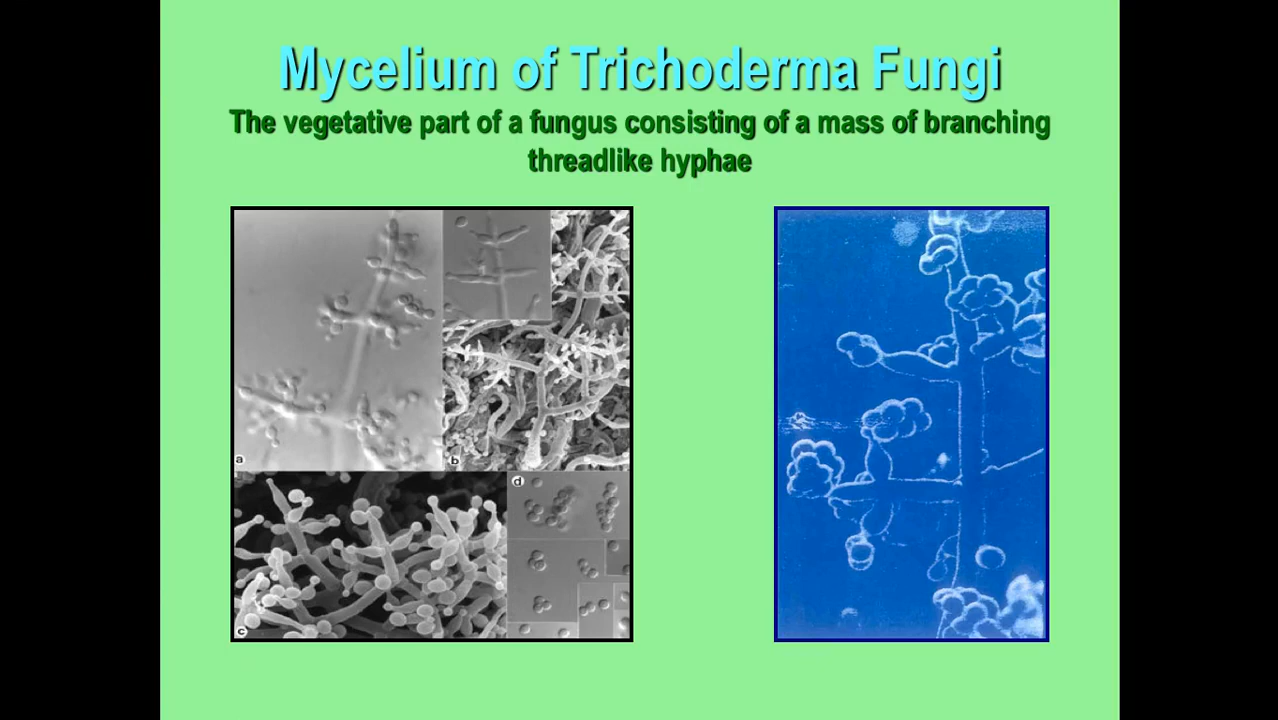 Mycelium of Trichoderma Fungi
The vegetative part of a fungus consisting of a mass of branching
threadlike hyphae
a
b
c
d